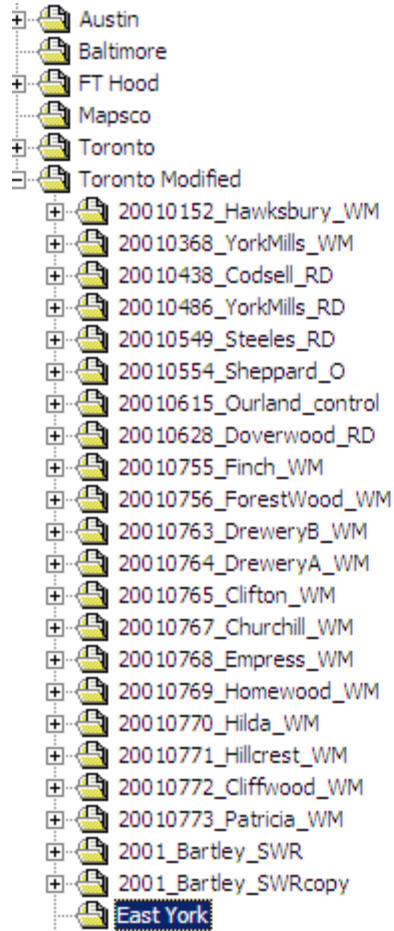 Austin
Baltimore
FT Hood
Mapsco
Toronto
Toronto Modified
20010152_Hawksbury_WM
20010368_YorkMills_WM
20010438_Codsell_RD
20010486_YorkMills_RD
20010549_Steeles_RD
20010554_Sheppard_O
20010615_Ourland_control
20010628_Doverwood_RD
20010755_Finch_WM
20010756_ForestWood_WM
20010763_DreweryB_WM
20010764_DreweryA_WM
20010765_Clifton_WM
20010767_Churchill_WM
20010768_Empress_WM
20010769_Homewood_WM
20010770_Hilda_WM
20010771_Hillcrest_WM
20010772_Cliffwood_WM
20010773_Patricia_WM
2001_Bartley_SWR
2001_Bartley_SWRcopy
East York